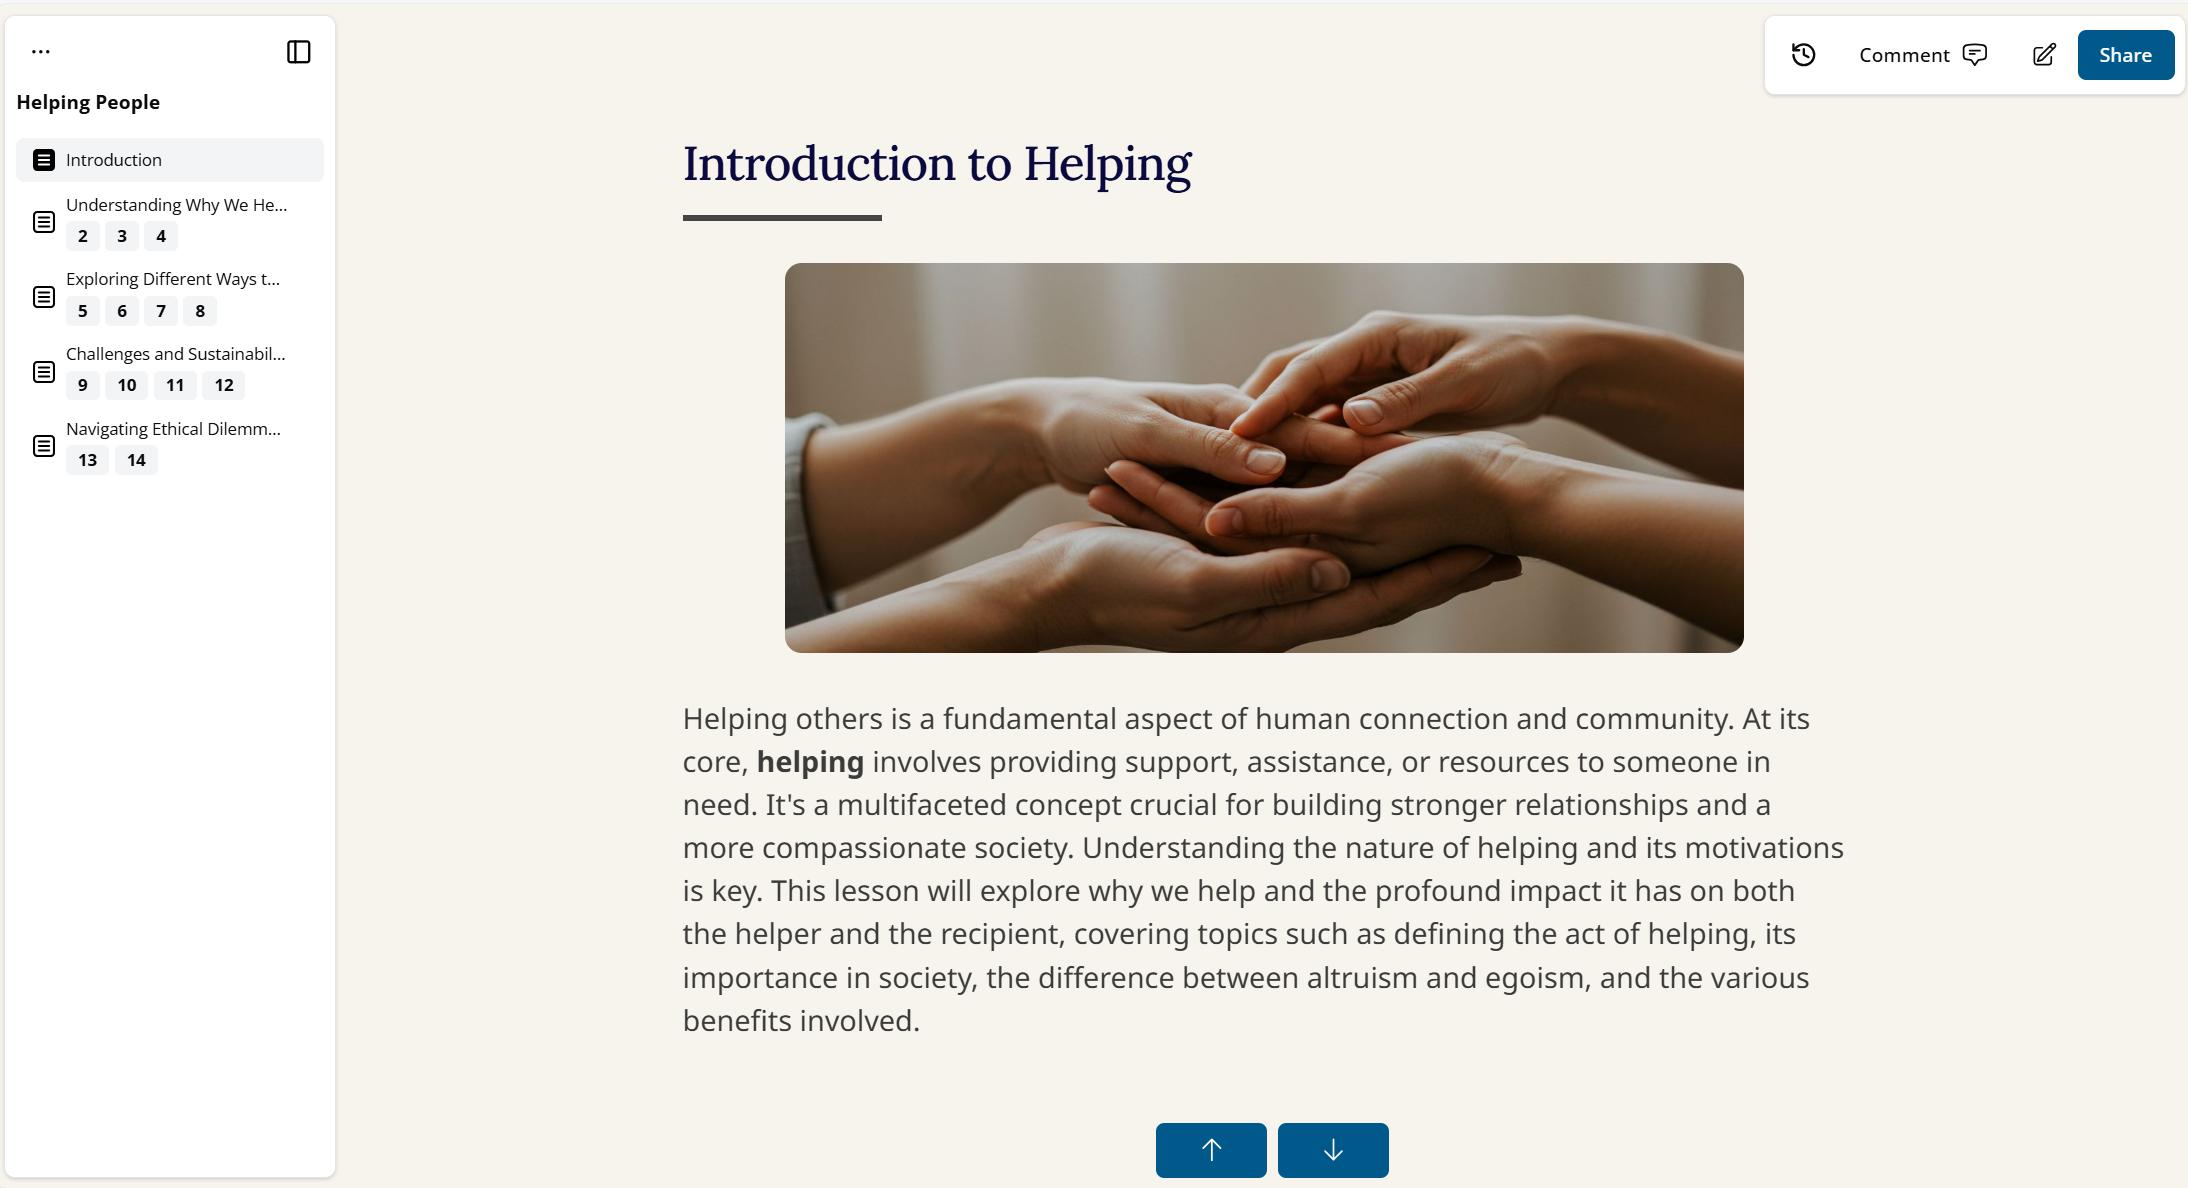 ...
Helping People
Introduction
Understanding Why We He...
2 3 4
Exploring Different Ways t...
5 6 7 8
Challenges and Sustainabil...
9 10 11 12
Navigating Ethical Dilemm...
13 14
Comment
Share
Introduction to Helping
Helping others is a fundamental aspect of human connection and community. At its
core, helping involves providing support, assistance, or resources to someone in
need. It's a multifaceted concept crucial for building stronger relationships and a
more compassionate society. Understanding the nature of helping and its motivations
is key. This lesson will explore why we help and the profound impact it has on both
the helper and the recipient, covering topics such as defining the act of helping, its
importance in society, the difference between altruism and egoism, and the various
benefits involved.